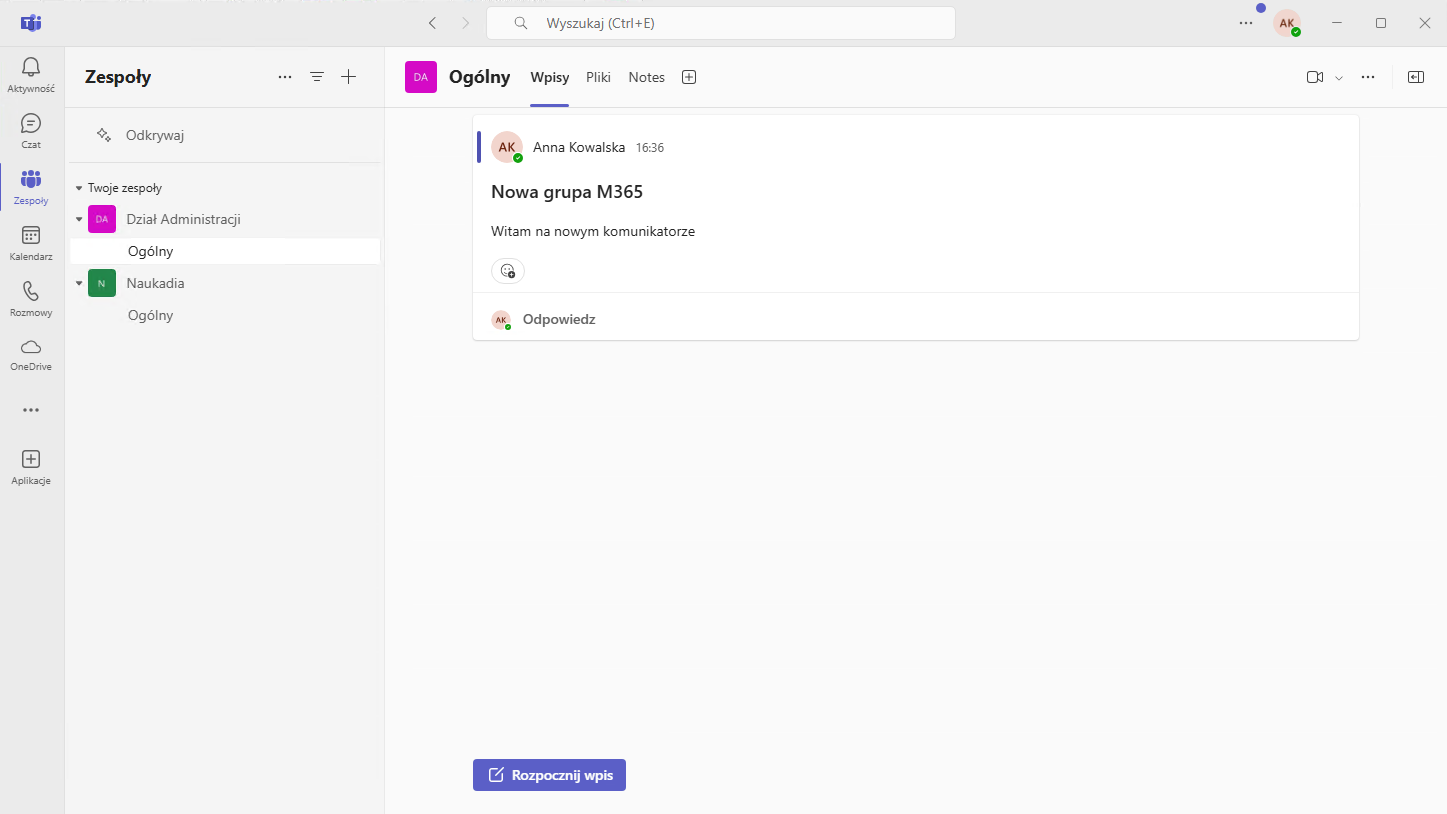 T
Wyszukaj (Ctrl+E)
AK
Aktywność
Czat
Zespoły
Kalendarz
Rozmowy
OneDrive
Aplikacje
Zespoły
Odkrywaj
Twoje zespoły
DA Dział Administracji
Ogólny
N Naukadia
Ogólny
DA Ogólny Wpisy Pliki Notes
AK Anna Kowalska 16:36
Nowa grupa M365
Witam na nowym komunikatorze
AK Odpowiedz
Rozpocznij wpis